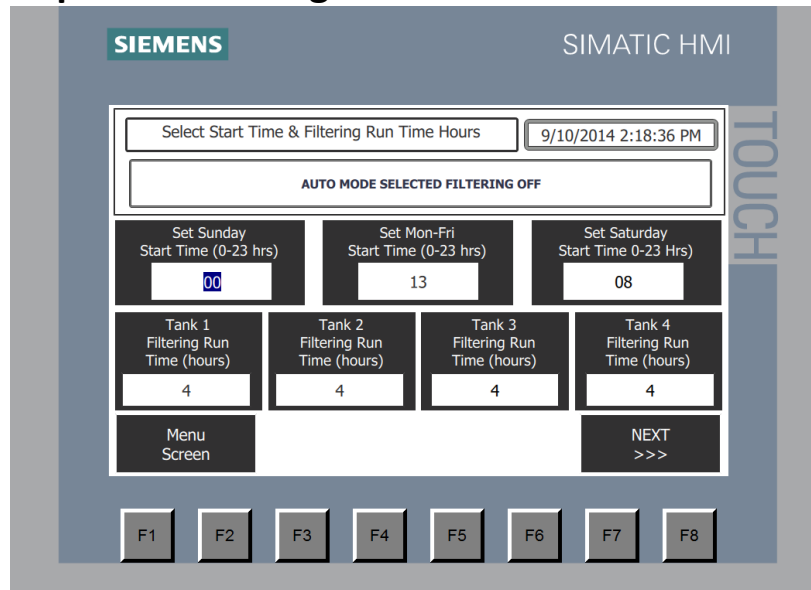 SIEMENS
SIMATIC HMI
TOUCH
Select Start Time & Filtering Run Time Hours
9/10/2014 2:18:36 PM
AUTO MODE SELECTED FILTERING OFF
Set Sunday
Start Time (0-23 hrs)
00
Set Mon-Fri
Start Time (0-23 hrs)
13
Set Saturday
Start Time 0-23 Hrs)
08
Tank 1
Filtering Run
Time (hours)
4
Tank 2
Filtering Run
Time (hours)
4
Tank 3
Filtering Run
Time (hours)
4
Tank 4
Filtering Run
Time (hours)
4
Menu
Screen
NEXT
>>>
F1
F2
F3
F4
F5
F6
F7
F8